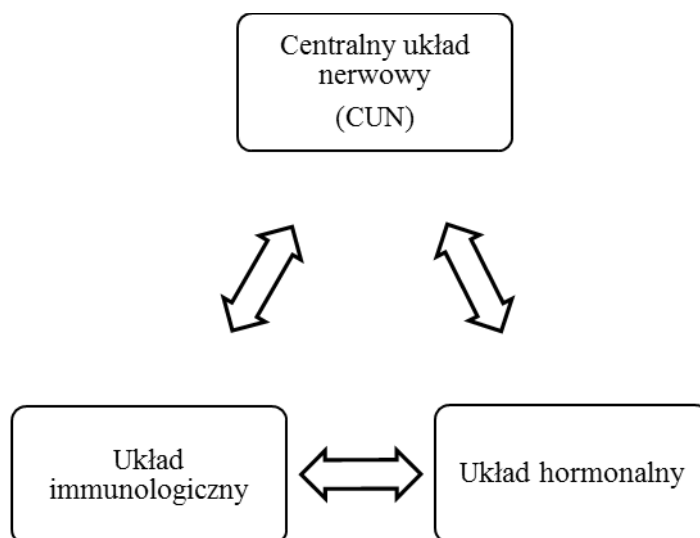 Centralny układ
nerwowy
(CUN)
Układ
immunologiczny
Układ hormonalny